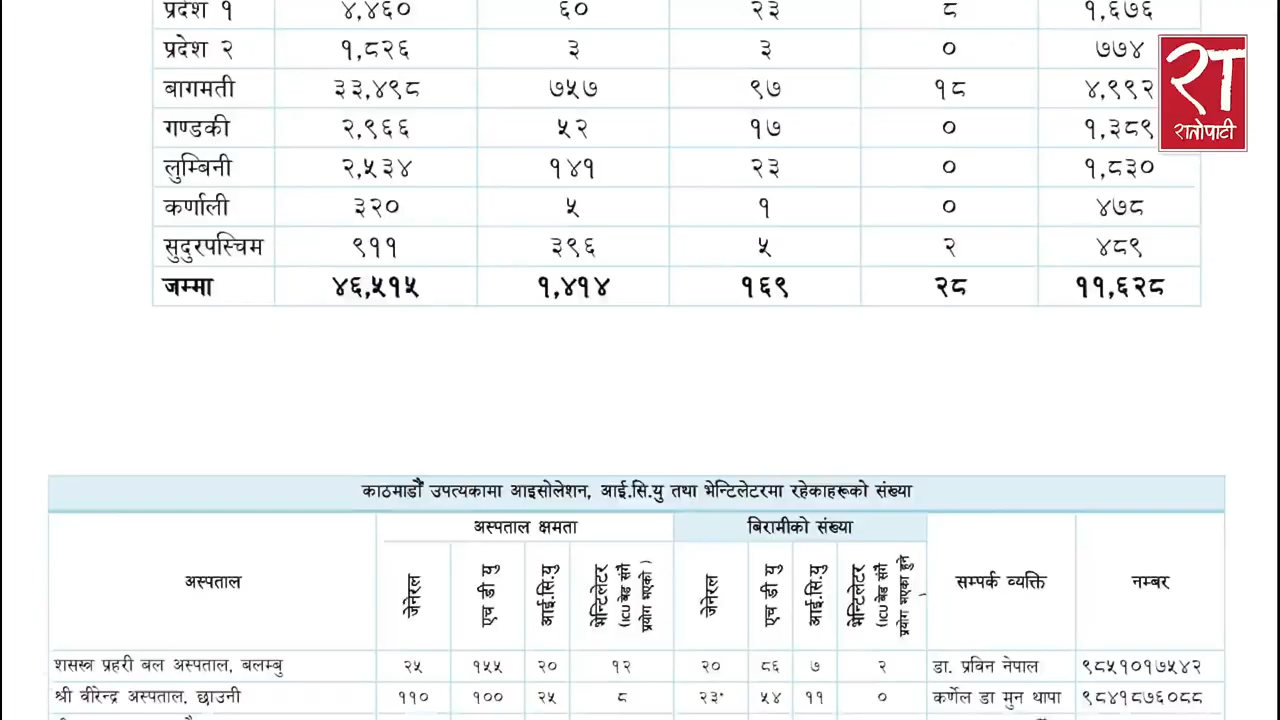 प्रदेश १ ४,४६० ६० २३ ८ १,६७६
प्रदेश २ १,८२६ ३ ३ ० ७७४
बागमती ३३,४९८ ७५७ ९७ १८ ४,९९२
गण्डकी २,९६६ ५२ १७ ० १,३८९
लुम्बिनी २,५३४ १४१ २३ ० १,८३०
कर्णाली ३२० ५ १ ० ४७८
सुदुरपस्चिम ९११ ३९६ ५ २ ४८९
जम्मा ४६,५१५ १,४१४ १६९ २८ ११,६२८
रा
रातोपाटी
काठमाडौं उपत्यकामा आइसोलेशन, आई.सि.यु तथा भेन्टिलेटरमा रहेकाहरूको संख्या
अस्पताल क्षमता बिरामीको संख्या
अस्पताल जेनेरल एच डी यु आई.सि.यु भेन्टिलेटर (ICU बेड संगै प्रयोग भएको ) जेनेरल एच डी यु आई.सि.यु भेन्टिलेटर (ICU बेड संगै प्रयोग भएका हुने ) सम्पर्क व्यक्ति नम्बर
शसस्त्र प्रहरी बल अस्पताल, बलम्बु २५ १५५ २० १२ २० ८६ ७ २ डा. प्रविन नेपाल ९८५१०१७५४२
श्री वीरेन्द्र अस्पताल, छाउनी ११० १०० २५ ८ २३* ५४ ११ ० कर्णेल डा मुन थापा ९८४१८७६०८८